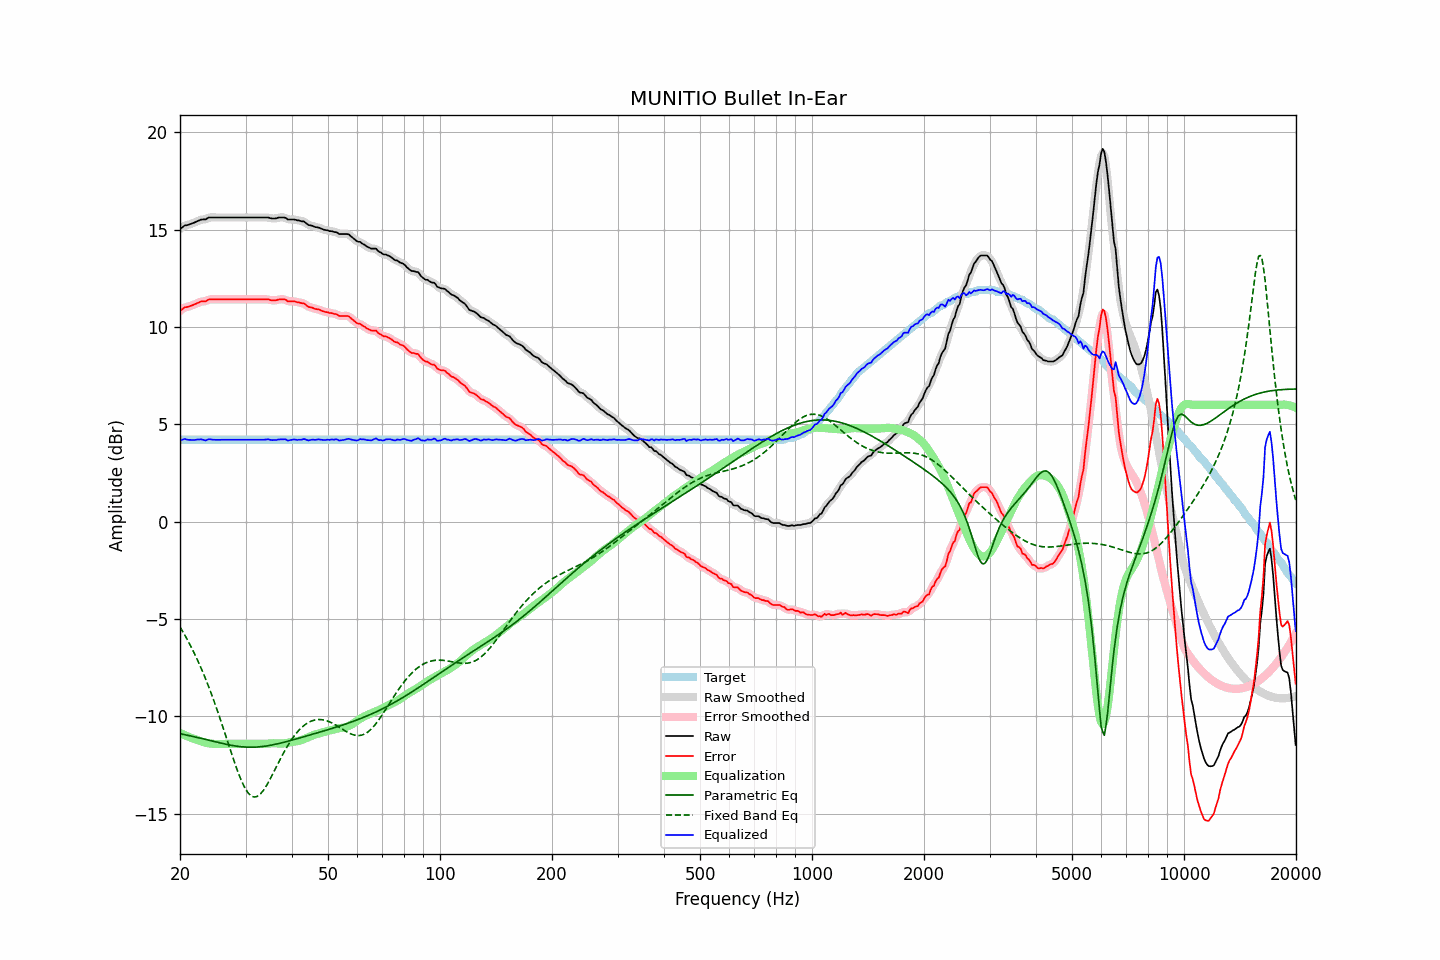 MUNITIO Bullet In-Ear
20
15
10
5
0
−5
−10
−15
Amplitude (dBr)
Target
Raw Smoothed
Error Smoothed
Raw
Error
Equalization
Parametric Eq
Fixed Band Eq
Equalized
20
50
100
200
500
1000
2000
5000
10000
20000
Frequency (Hz)